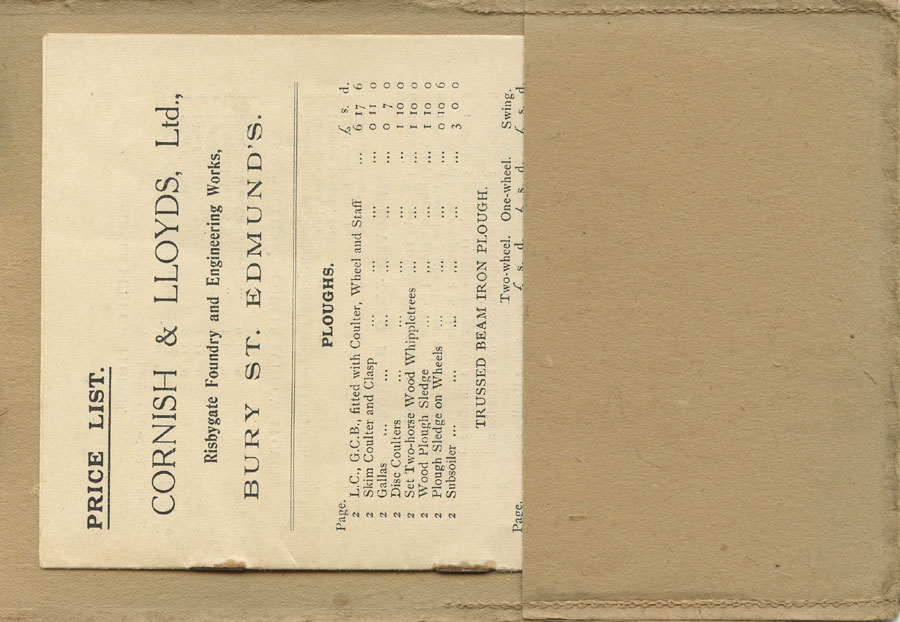 PRICE LIST.
CORNISH & LLOYDS, Ltd.,
Risbygate Foundry and Engineering Works,
BURY ST. EDMUND'S.
PLOUGHS.
Page. £ s. d.
2 L.C., G.C.B., fitted with Coulter, Wheel and Staff ... 6 17 6
2 Skim Coulter and Clasp ... ... ... ... 0 11 0
2 Gallas ... ... ... ... ... 0 7 0
2 Disc Coulters ... ... ... ... ... 1 10 0
2 Set Two-horse Wood Whippletrees ... ... ... 1 10 0
2 Wood Plough Sledge ... ... ... ... 1 10 0
2 Plough Sledge on Wheels ... ... ... ... 0 10 6
2 Subsoiler ... ... ... ... ... ... 3 0 0
TRUSSED BEAM IRON PLOUGH.
Two-wheel. One-wheel. Swing.
Page. £ s. d. £ s. d. £ s. d.